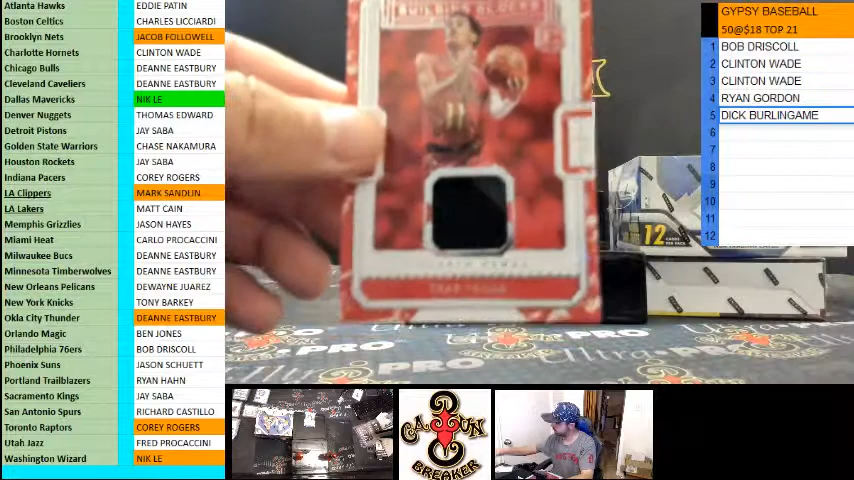 Atlanta Hawks EDDIE PATIN
Boston Celtics CHARLES LICCIARDI
Brooklyn Nets JACOB FOLLOWELL
Charlotte Hornets CLINTON WADE
Chicago Bulls DEANNE EASTBURY
Cleveland Cavaliers DEANNE EASTBURY
Dallas Mavericks NIK LE
Denver Nuggets THOMAS EDWARD
Detroit Pistons JAY SABA
Golden State Warriors CHASE NAKAMURA
Houston Rockets JAY SABA
Indiana Pacers COREY ROGERS
LA Clippers MARK SANDLIN
LA Lakers MATT CAIN
Memphis Grizzlies JASON HAYES
Miami Heat CARLO PROCACCINI
Milwaukee Bucs DEANNE EASTBURY
Minnesota Timberwolves DEANNE EASTBURY
New Orleans Pelicans DEWAYNE JUAREZ
New York Knicks TONY BARKEY
Okla City Thunder DEANNE EASTBURY
Orlando Magic BEN JONES
Philadelphia 76ers BOB DRISCOLL
Phoenix Suns JASON SCHUETT
Portland Trailblazers RYAN HAHN
Sacramento Kings JAY SABA
San Antonio Spurs RICHARD CASTILLO
Toronto Raptors COREY ROGERS
Utah Jazz FRED PROCACCINI
Washington Wizard NIK LE
GYPSY BASEBALL
50@$18 TOP 21
1 BOB DRISCOLL
2 CLINTON WADE
3 CLINTON WADE
4 RYAN GORDON
5 DICK BURLINGAME
6
7
8
9
10
11
12
12 CARDS PER PACK
PRO
Ultra PRO
CAJUN
BREAKER